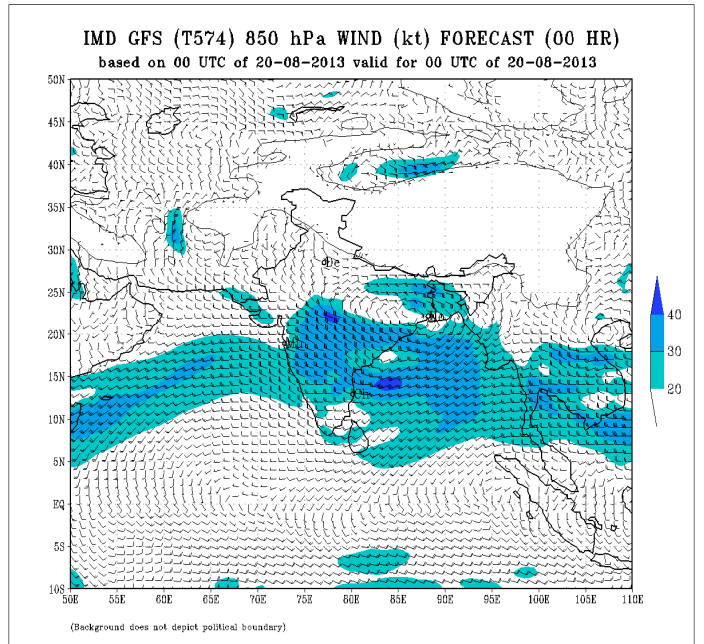 IMD GFS (T574) 850 hPa WIND (kt) FORECAST (00 HR)
based on 00 UTC of 20-08-2013 valid for 00 UTC of 20-08-2013
50N
45N
40N
35N
30N
25N
20N
15N
10N
5N
EQ
5S
10S
40
30
20
50E 55E 60E 65E 70E 75E 80E 85E 90E 95E 100E 105E 110E
(Background does not depict political boundary)